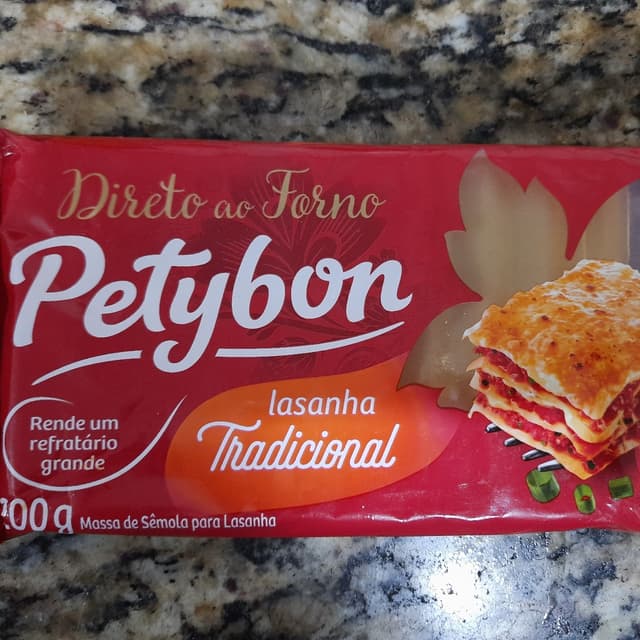 Direto ao Forno
Petybon
lasanha
Tradicional
Rende um
refratário
grande
Massa de Sêmola para Lasanha